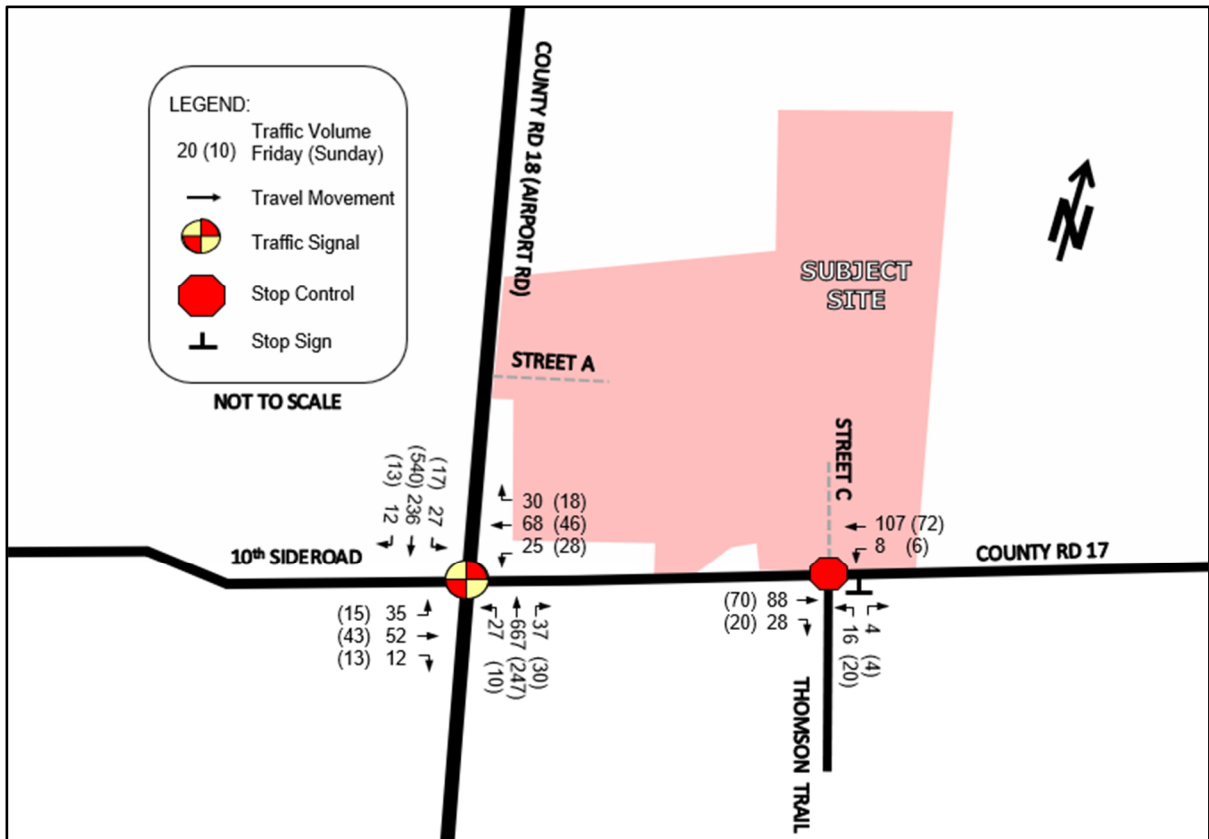 LEGEND:
20 (10)
Traffic Volume
Friday (Sunday)
Travel Movement
Traffic Signal
Stop Control
Stop Sign
NOT TO SCALE
COUNTY RD 18 (AIRPORT RD)
N
SUBJECT
SITE
STREET A
STREET C
(17) 27
(540) 236
(13) 12
30 (18)
68 (46)
25 (28)
107 (72)
8 (6)
10th SIDEROAD
COUNTY RD 17
(15) 35
(43) 52
(13) 12
27 (10)
667 (247)
37 (30)
(70) 88
(20) 28
16 (20)
4 (4)
THOMSON TRAIL